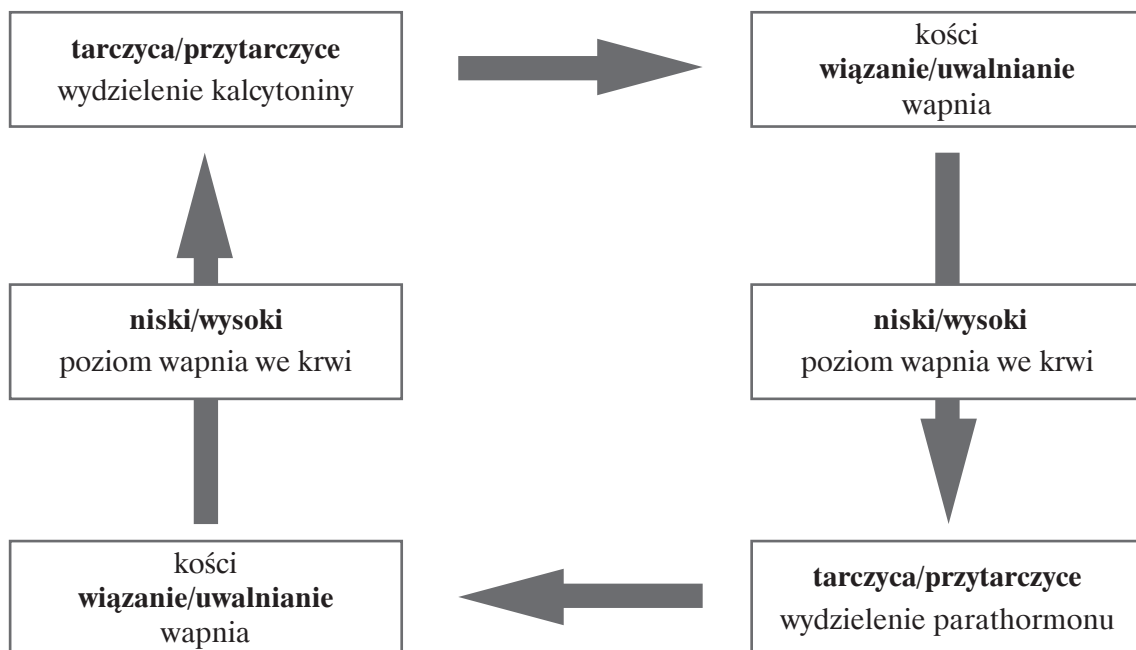 tarczyca/przytarczyce
wydzielenie kalcytoniny
kości
wiązanie/uwalnianie
wapnia
niski/wysoki
poziom wapnia we krwi
niski/wysoki
poziom wapnia we krwi
kości
wiązanie/uwalnianie
wapnia
tarczyca/przytarczyce
wydzielenie parathormonu